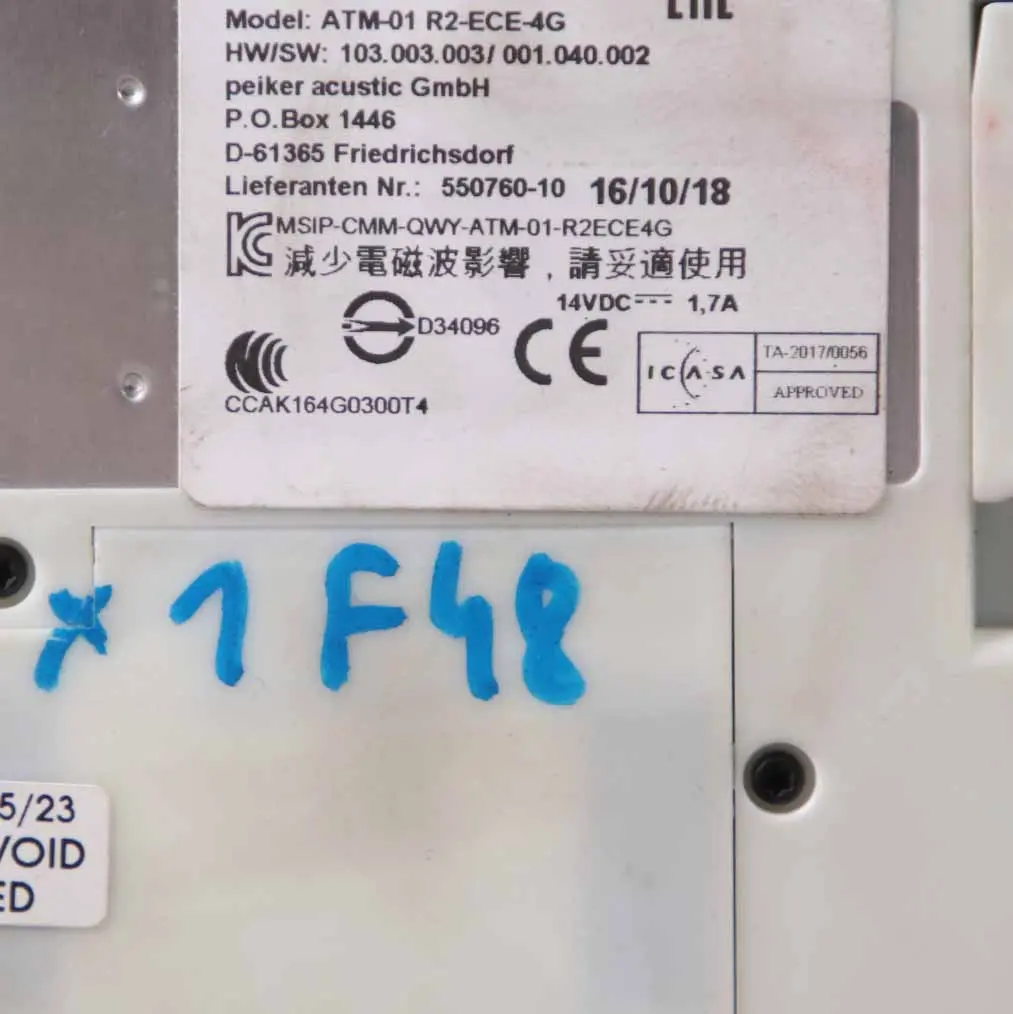 Model: ATM-01 R2-ECE-4G
HW/SW: 103.003.003/ 001.040.002
peiker acustic GmbH
P.O.Box 1446
D-61365 Friedrichsdorf
Lieferanten Nr.: 550760-10 16/10/18
MSIP-CMM-QWY-ATM-01-R2ECE4G
減少電磁波影響，請妥適使用
14VDC 1,7A
D34096
CE
ICASA
TA-2017/0056
APPROVED
CCAK164G0300T4
* 1 F48
5/23
VOID
ED